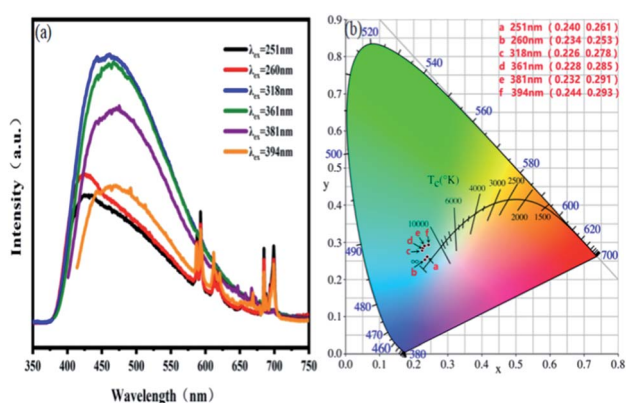 (a)
λex=251nm
λex=260nm
λex=318nm
λex=361nm
λex=381nm
λex=394nm
Intensity (a.u.)
350 400 450 500 550 600 650 700 750
Wavelength(nm)
(b)
a 251nm ( 0.240 0.261)
b 260nm ( 0.234 0.253)
c 318nm ( 0.226 0.278)
d 361nm ( 0.228 0.285)
e 381nm ( 0.232 0.291)
f 394nm ( 0.244 0.293)
0.9
0.8
0.7
0.6
0.5
0.4
0.3
0.2
0.1
0.0
y
520
540
560
580
600
620
700
500
490
480
470
460
380
Tc(°K)
2500
3000
4000
6000
10000
∞
2000
1500
f
e
d
c
b
a
0.0 0.1 0.2 0.3 0.4 0.5 0.6 0.7 0.8
x